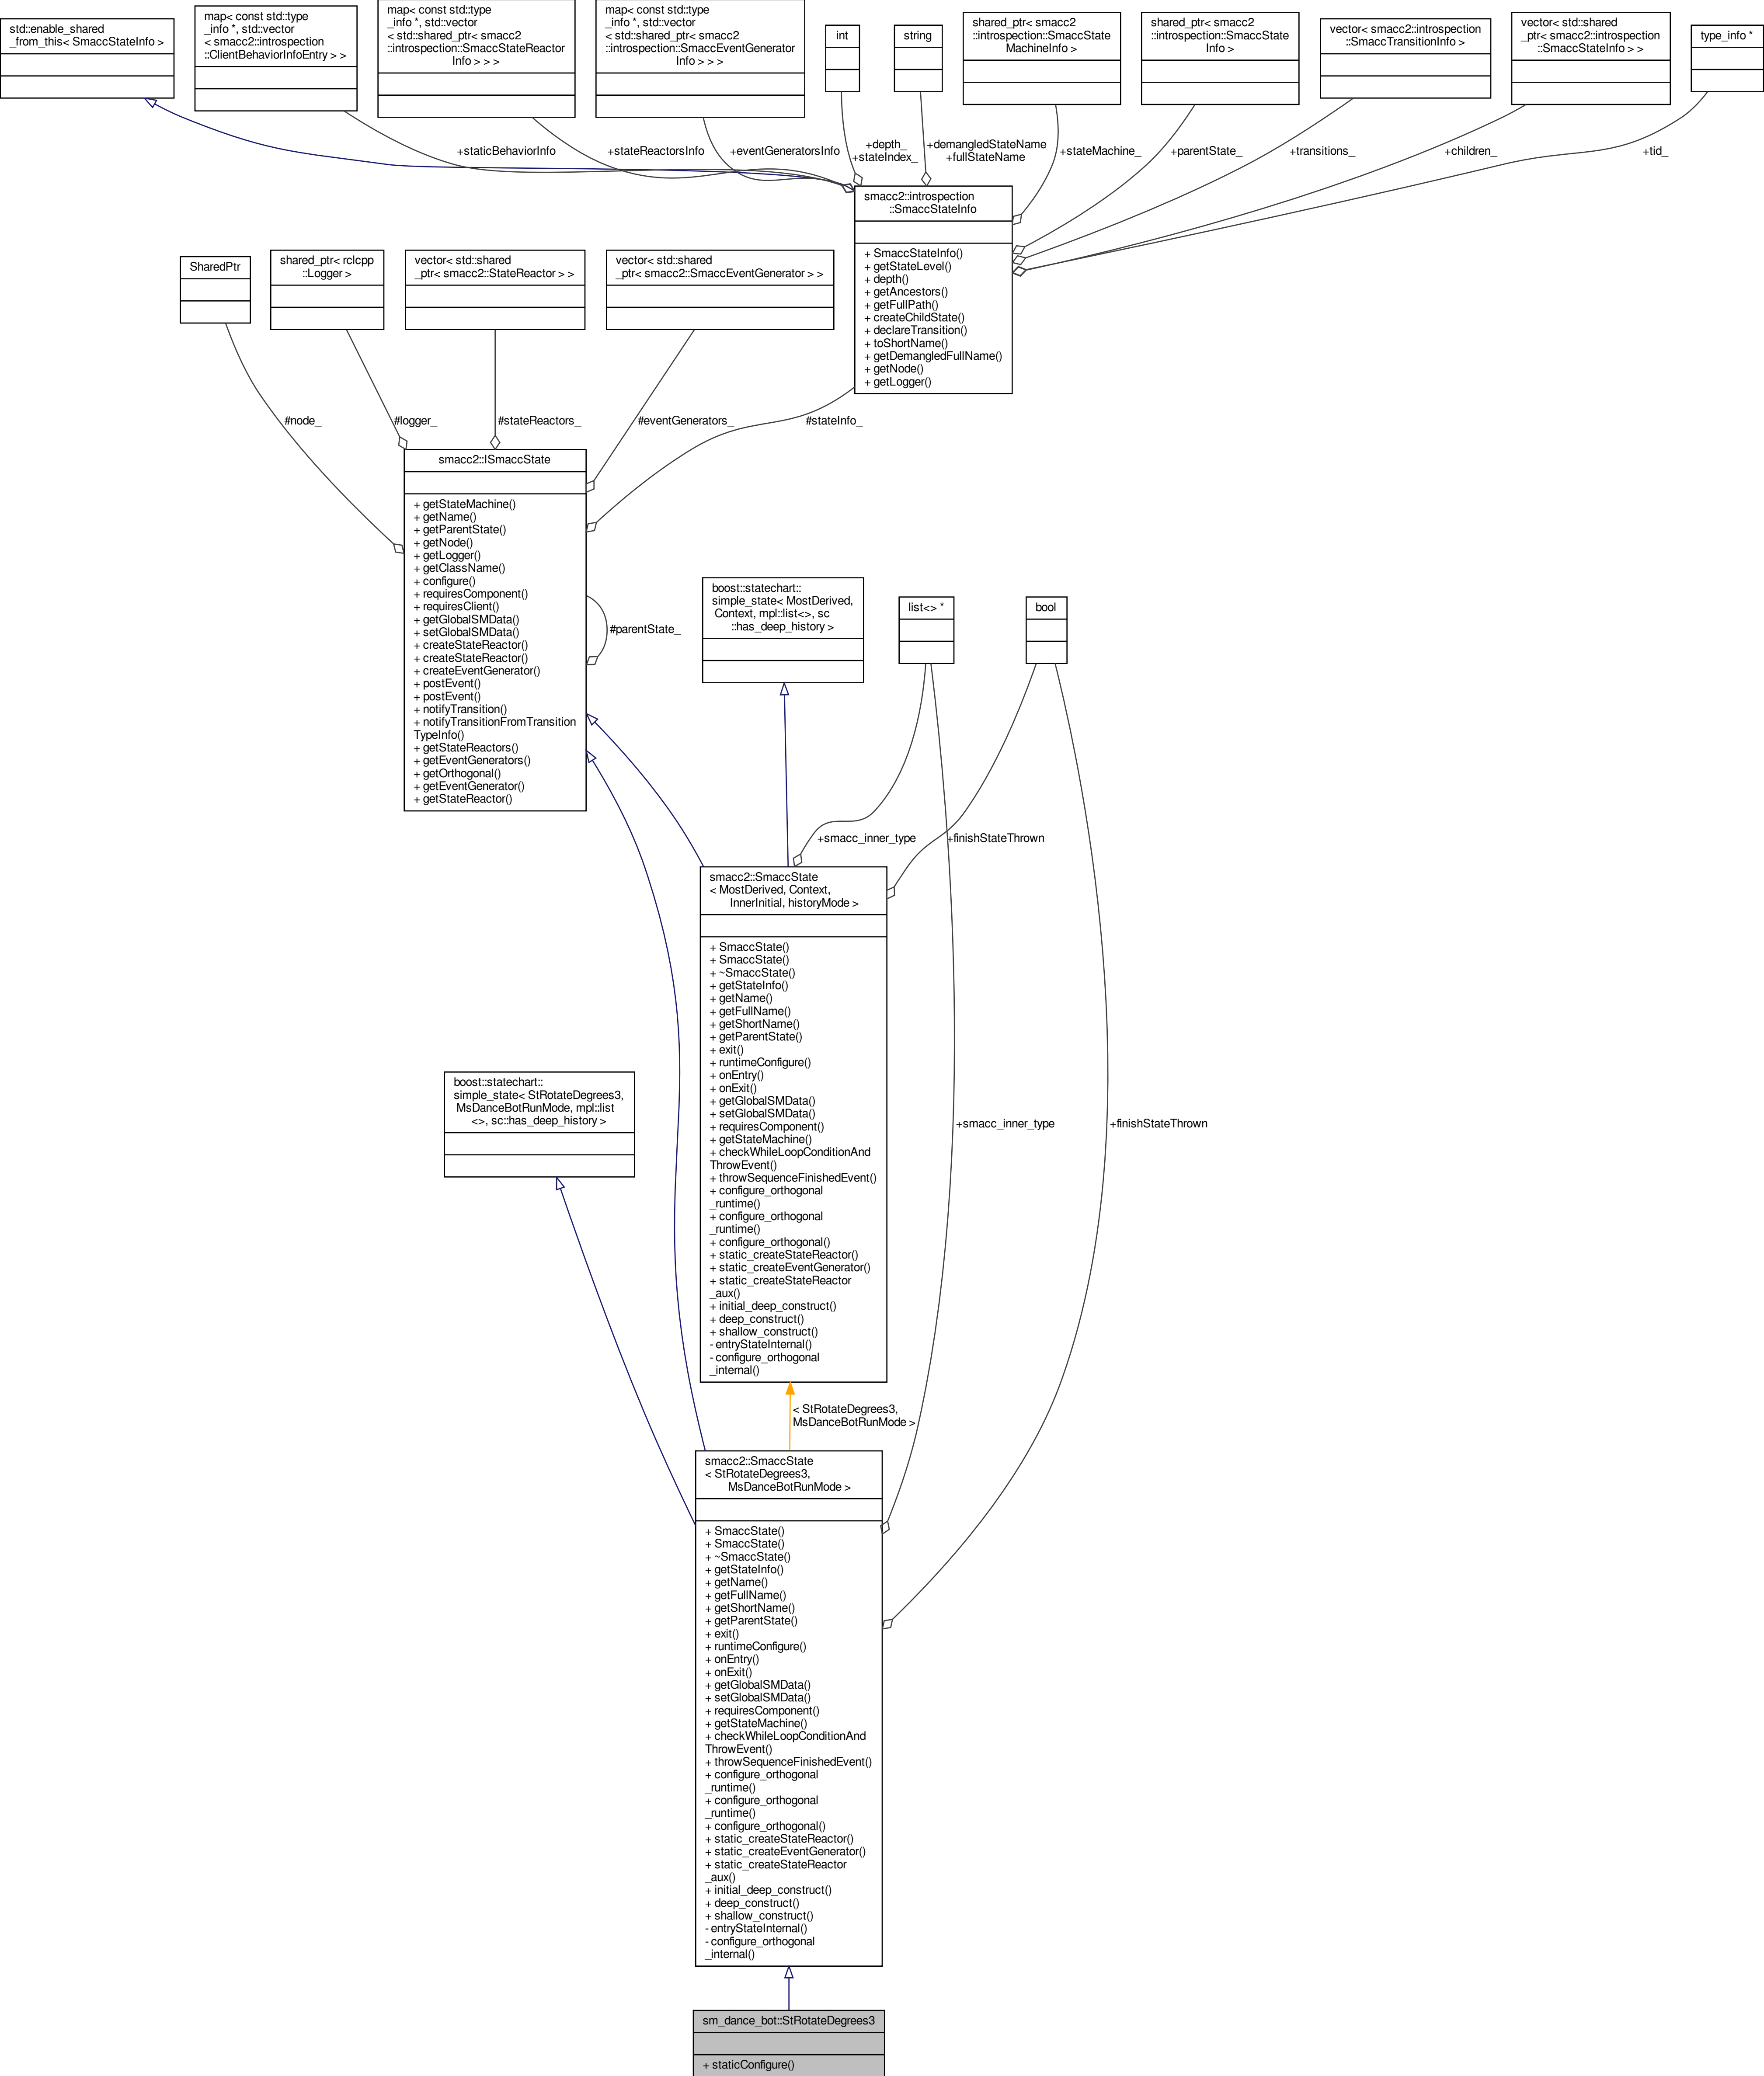 std::enable_shared
_from_this< SmaccStateInfo >
map< const std::type
_info *, std::vector
< smacc2::introspection
::ClientBehaviorInfoEntry > >
map< const std::type
_info *, std::vector
< std::shared_ptr< smacc2
::introspection::SmaccStateReactor
Info > > >
map< const std::type
_info *, std::vector
< std::shared_ptr< smacc2
::introspection::SmaccEventGenerator
Info > > >
int
string
shared_ptr< smacc2
::introspection::SmaccState
MachineInfo >
shared_ptr< smacc2
::introspection::SmaccState
Info >
vector< smacc2::introspection
::SmaccTransitionInfo >
vector< std::shared
_ptr< smacc2::introspection
::SmaccStateInfo > >
type_info *
+staticBehaviorInfo
+stateReactorsInfo
+eventGeneratorsInfo
+depth_
+stateIndex_
+demangledStateName
+fullStateName
+stateMachine_
+parentState_
+transitions_
+children_
+tid_
smacc2::introspection
::SmaccStateInfo
+ SmaccStateInfo()
+ getStateLevel()
+ depth()
+ getAncestors()
+ getFullPath()
+ createChildState()
+ declareTransition()
+ toShortName()
+ getDemangledFullName()
+ getNode()
+ getLogger()
SharedPtr
shared_ptr< rclcpp
::Logger >
vector< std::shared
_ptr< smacc2::StateReactor > >
vector< std::shared
_ptr< smacc2::SmaccEventGenerator > >
#node_
#logger_
#stateReactors_
#eventGenerators_
#stateInfo_
smacc2::ISmaccState
+ getStateMachine()
+ getName()
+ getParentState()
+ getNode()
+ getLogger()
+ getClassName()
+ configure()
+ requiresComponent()
+ requiresClient()
+ getGlobalSMData()
+ setGlobalSMData()
+ createStateReactor()
+ createStateReactor()
+ createEventGenerator()
+ postEvent()
+ postEvent()
+ notifyTransition()
+ notifyTransitionFromTransition
TypeInfo()
+ getStateReactors()
+ getEventGenerators()
+ getOrthogonal()
+ getEventGenerator()
+ getStateReactor()
#parentState_
boost::statechart::
simple_state< MostDerived,
Context, mpl::list<>, sc
::has_deep_history >
list<> *
bool
+smacc_inner_type
+finishStateThrown
smacc2::SmaccState
< MostDerived, Context,
InnerInitial, historyMode >
+ SmaccState()
+ SmaccState()
+ ~SmaccState()
+ getStateInfo()
+ getName()
+ getFullName()
+ getShortName()
+ getParentState()
+ exit()
+ runtimeConfigure()
+ onEntry()
+ onExit()
+ getGlobalSMData()
+ setGlobalSMData()
+ requiresComponent()
+ getStateMachine()
+ checkWhileLoopConditionAnd
ThrowEvent()
+ throwSequenceFinishedEvent()
+ configure_orthogonal
_runtime()
+ configure_orthogonal
_runtime()
+ configure_orthogonal()
+ static_createStateReactor()
+ static_createEventGenerator()
+ static_createStateReactor
_aux()
+ initial_deep_construct()
+ deep_construct()
+ shallow_construct()
- entryStateInternal()
- configure_orthogonal
_internal()
boost::statechart::
simple_state< StRotateDegrees3,
MsDanceBotRunMode, mpl::list
<>, sc::has_deep_history >
+smacc_inner_type
+finishStateThrown
< StRotateDegrees3,
MsDanceBotRunMode >
smacc2::SmaccState
< StRotateDegrees3,
MsDanceBotRunMode >
+ SmaccState()
+ SmaccState()
+ ~SmaccState()
+ getStateInfo()
+ getName()
+ getFullName()
+ getShortName()
+ getParentState()
+ exit()
+ runtimeConfigure()
+ onEntry()
+ onExit()
+ getGlobalSMData()
+ setGlobalSMData()
+ requiresComponent()
+ getStateMachine()
+ checkWhileLoopConditionAnd
ThrowEvent()
+ throwSequenceFinishedEvent()
+ configure_orthogonal
_runtime()
+ configure_orthogonal
_runtime()
+ configure_orthogonal()
+ static_createStateReactor()
+ static_createEventGenerator()
+ static_createStateReactor
_aux()
+ initial_deep_construct()
+ deep_construct()
+ shallow_construct()
- entryStateInternal()
- configure_orthogonal
_internal()
sm_dance_bot::StRotateDegrees3
+ staticConfigure()